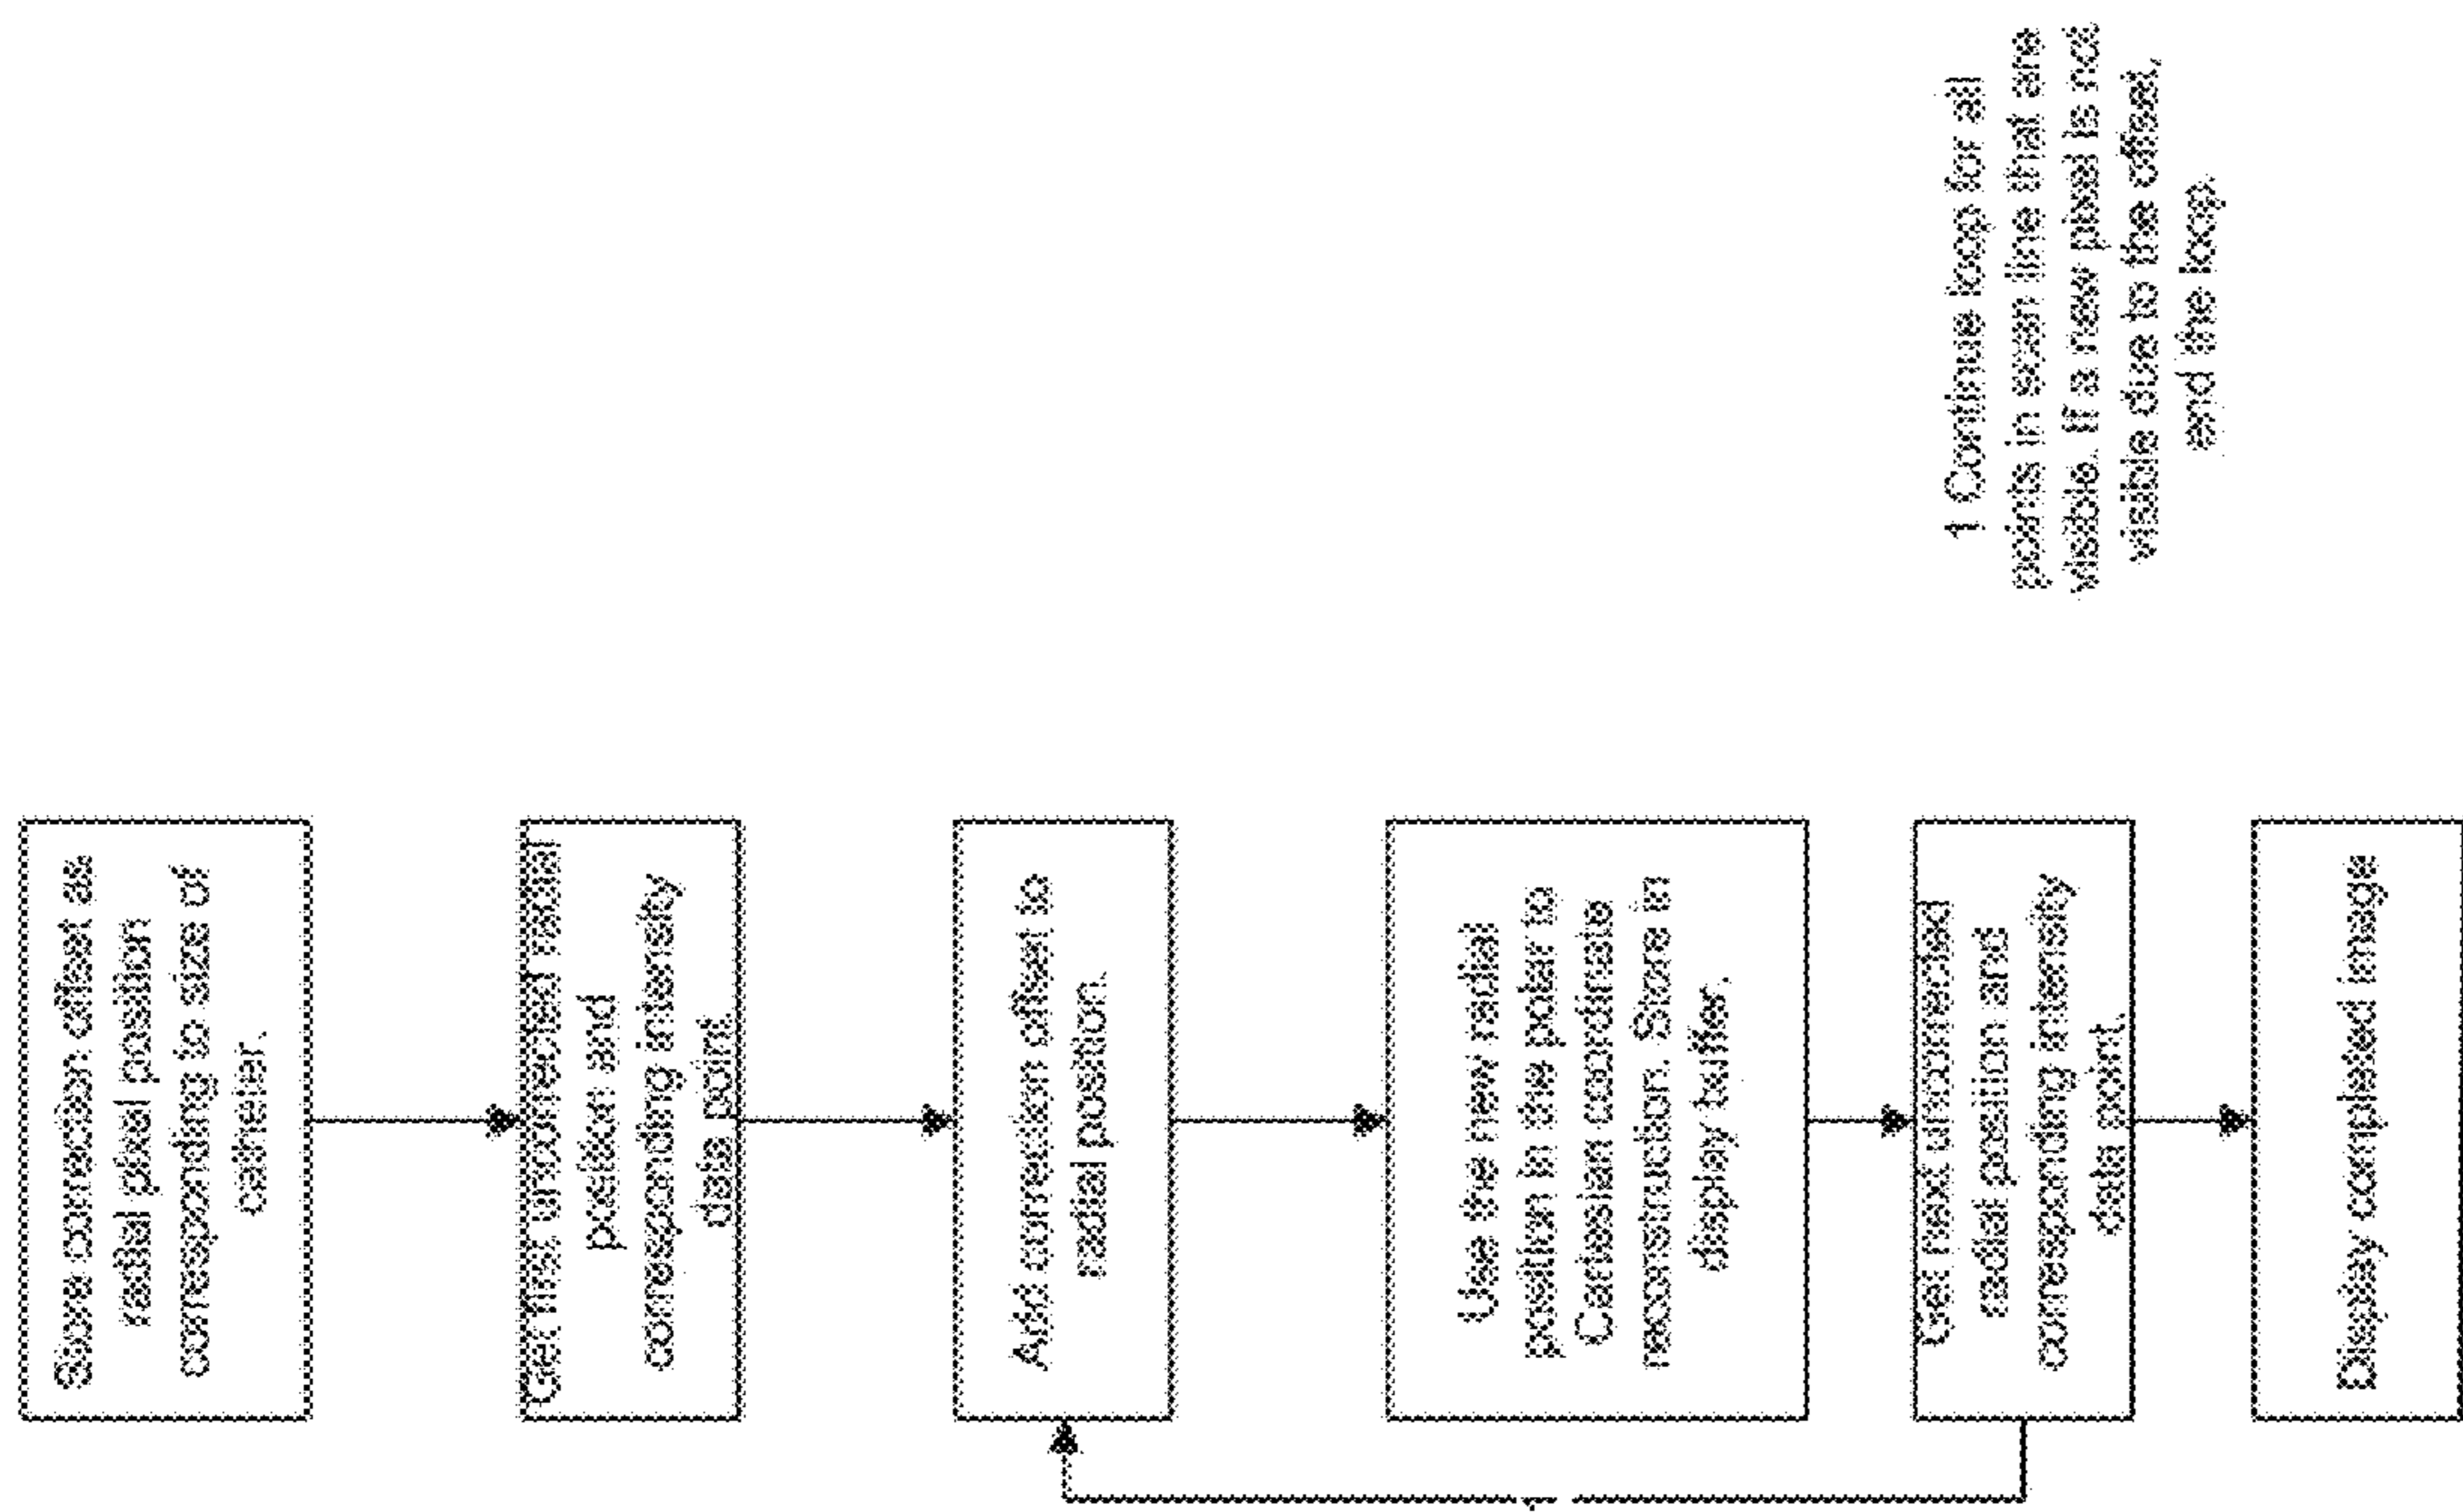 Store correction offset as
radial pixel position
corresponding to size of
catheter.
Get first uncorrected radial
position and
corresponding intensity
data point.
Add correction offset to
radial position.
Use the new radial
position in the polar to
Cartesian coordinate
reconstruction. Store in
display buffer.
Get next uncorrected
radial position and
corresponding intensity
data point.
Display completed image
1 Continue loop for all
points in scan line that are
visible. If a new pixel is not
visible due to the offset,
end the loop.